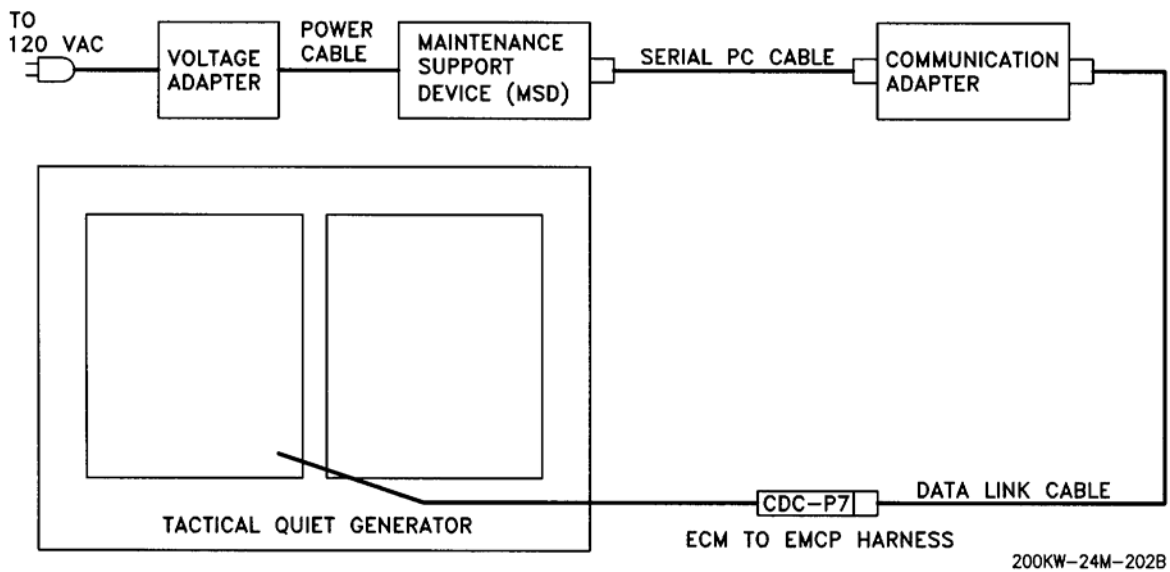 TO
120 VAC
VOLTAGE
ADAPTER
POWER
CABLE
MAINTENANCE
SUPPORT
DEVICE (MSD)
SERIAL PC CABLE
COMMUNICATION
ADAPTER
TACTICAL QUIET GENERATOR
CDC-P7
DATA LINK CABLE
ECM TO EMCP HARNESS
200KW-24M-202B